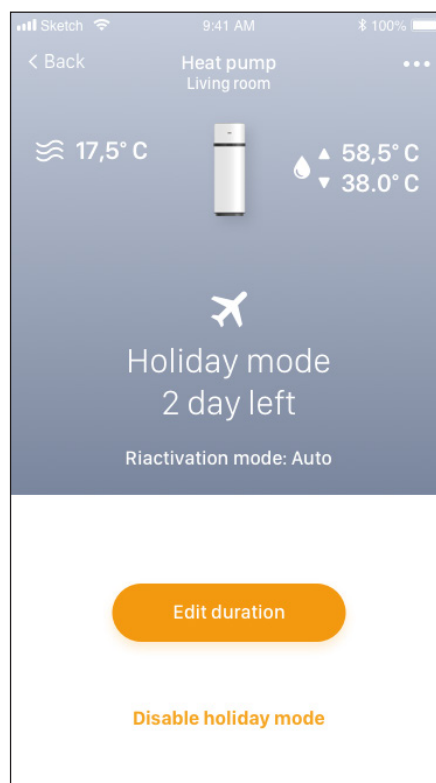 Sketch 9:41 AM 100%
< Back Heat pump •••
Living room
17,5° C ▲ 58,5° C
▼ 38.0° C
Holiday mode
2 day left
Riactivation mode: Auto
Edit duration
Disable holiday mode